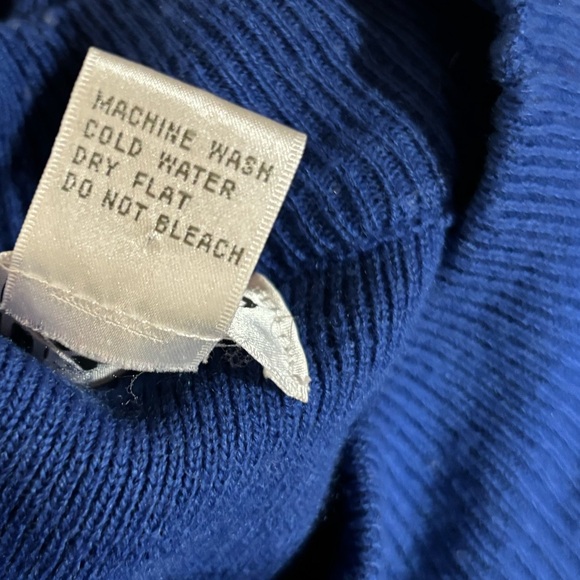 MACHINE WASH
COLD WATER
DRY FLAT
DO NOT BLEACH